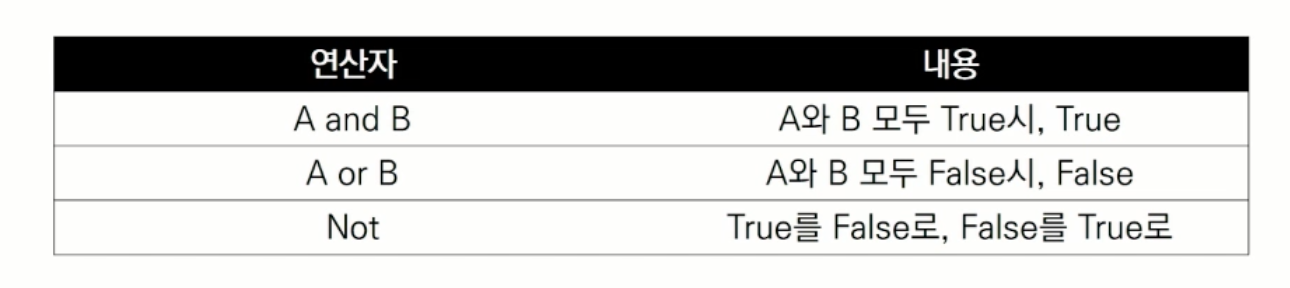 연산자 내용
A and B A와 B 모두 True시, True
A or B A와 B 모두 False시, False
Not True를 False로, False를 True로